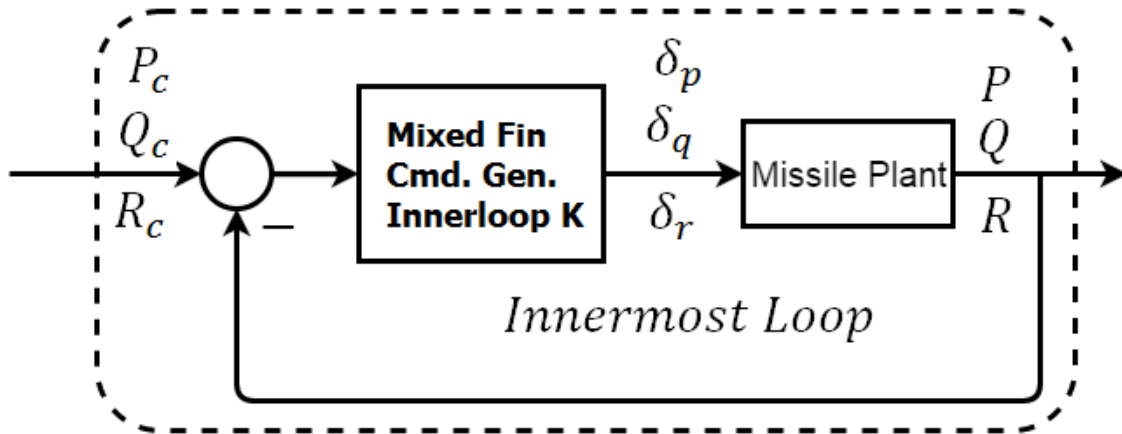 P_c
Q_c
R_c
−
Mixed Fin
Cmd. Gen.
Innerloop K
δ_p
δ_q
δ_r
Missile Plant
P
Q
R
Innermost Loop